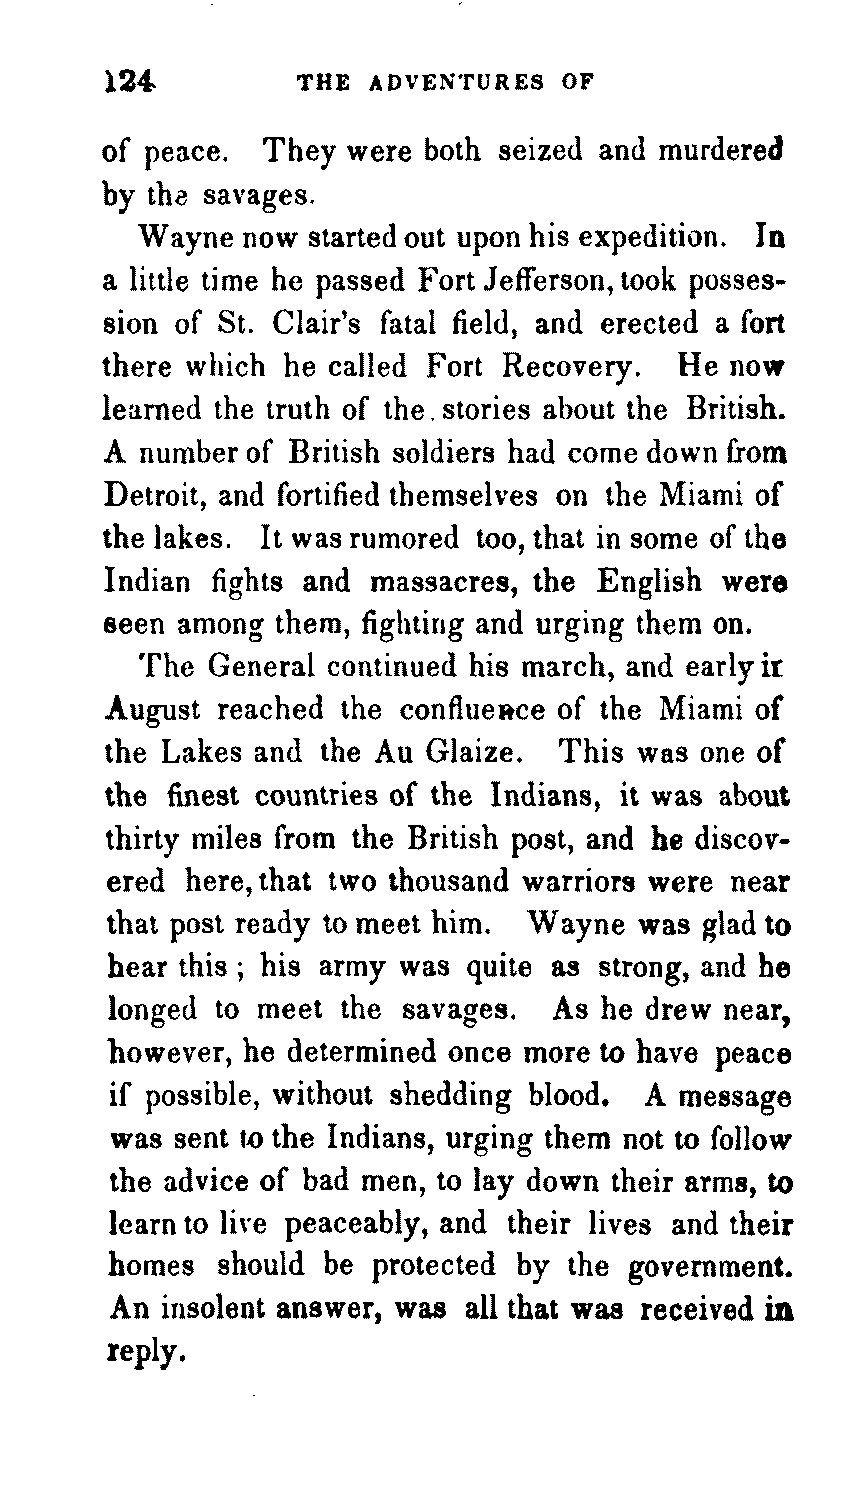 124 THE ADVENTURES OF
of peace. They were both seized and murdered
by the savages.
Wayne now started out upon his expedition. In
a little time he passed Fort Jefferson, took posses-
sion of St. Clair's fatal field, and erected a fort
there which he called Fort Recovery. He now
learned the truth of the stories about the British.
A number of British soldiers had come down from
Detroit, and fortified themselves on the Miami of
the lakes. It was rumored too, that in some of the
Indian fights and massacres, the English were
seen among them, fighting and urging them on.
The General continued his march, and early in
August reached the confluence of the Miami of
the Lakes and the Au Glaize. This was one of
the finest countries of the Indians, it was about
thirty miles from the British post, and he discov-
ered here, that two thousand warriors were near
that post ready to meet him. Wayne was glad to
hear this ; his army was quite as strong, and he
longed to meet the savages. As he drew near,
however, he determined once more to have peace
if possible, without shedding blood. A message
was sent to the Indians, urging them not to follow
the advice of bad men, to lay down their arms, to
learn to live peaceably, and their lives and their
homes should be protected by the government.
An insolent answer, was all that was received in
reply.